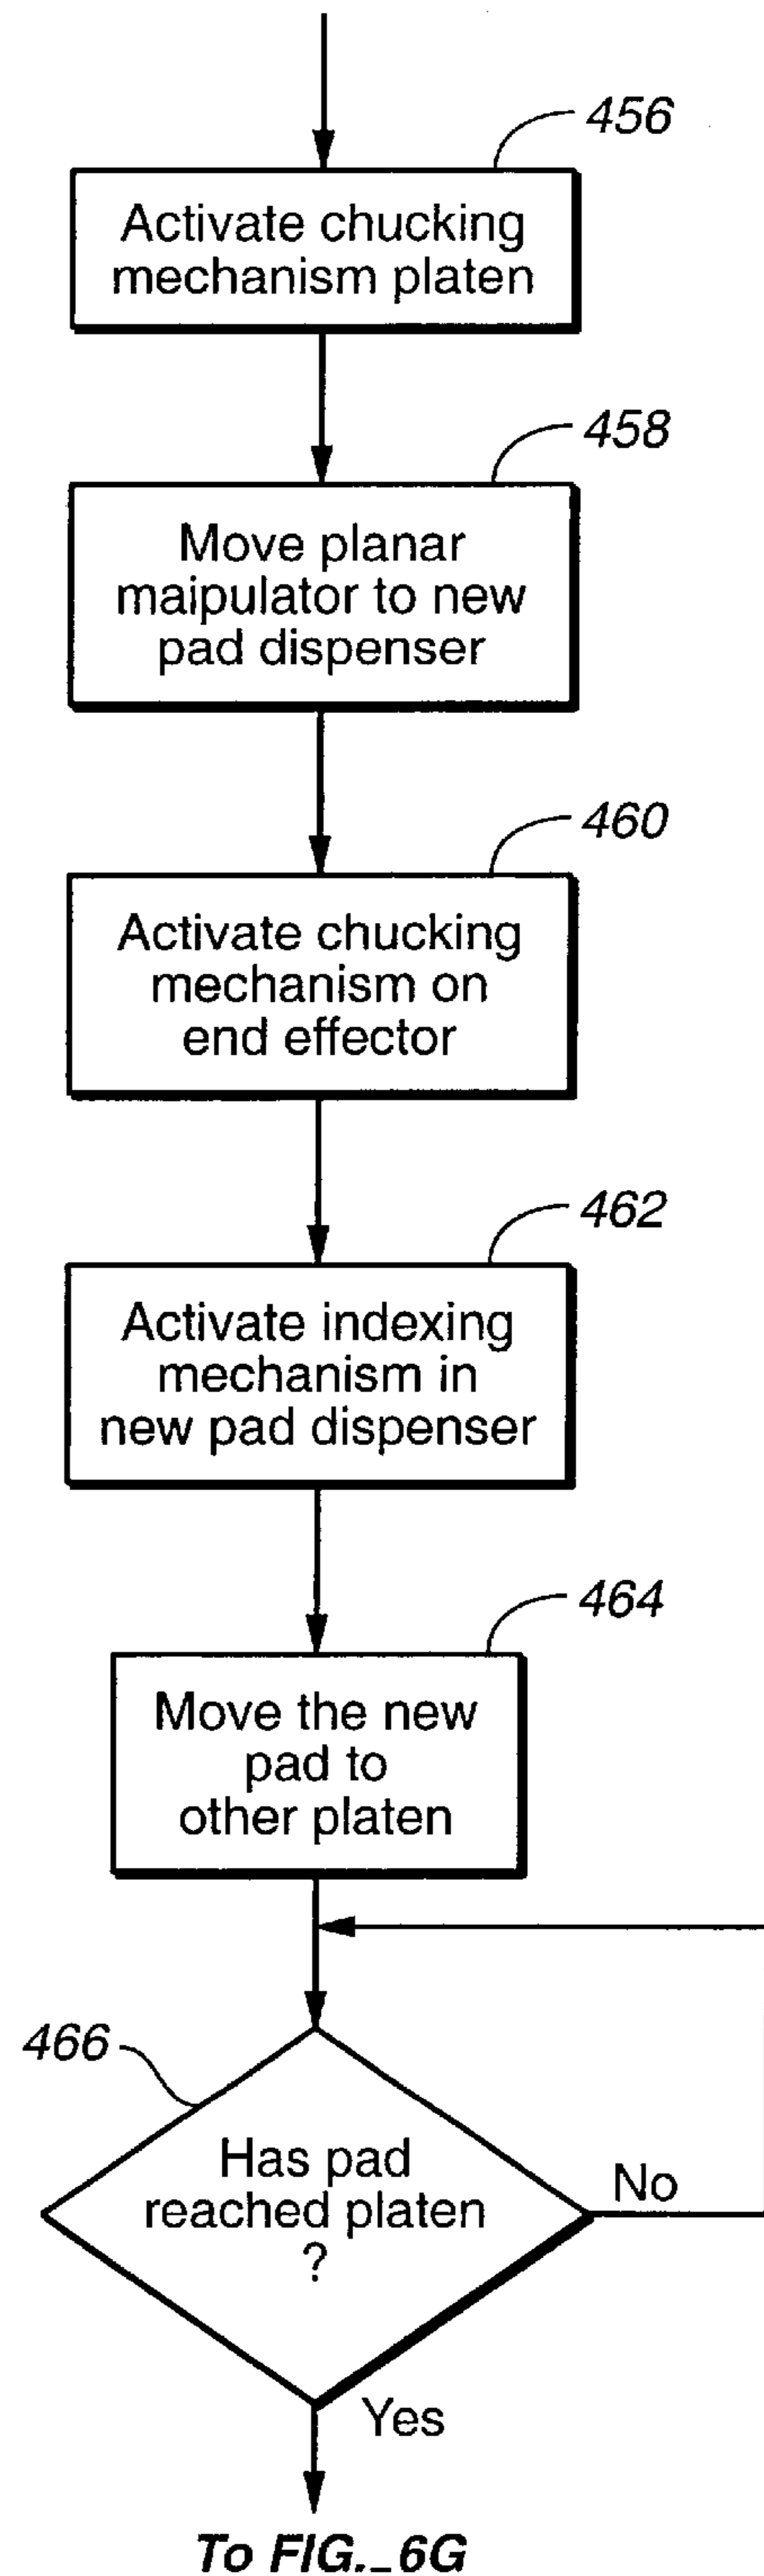 456
Activate chucking
mechanism platen
458
Move planar
maipulator to new
pad dispenser
460
Activate chucking
mechanism on
end effector
462
Activate indexing
mechanism in
new pad dispenser
464
Move the new
pad to
other platen
466
Has pad
reached platen
?
No
Yes
To FIG._6G